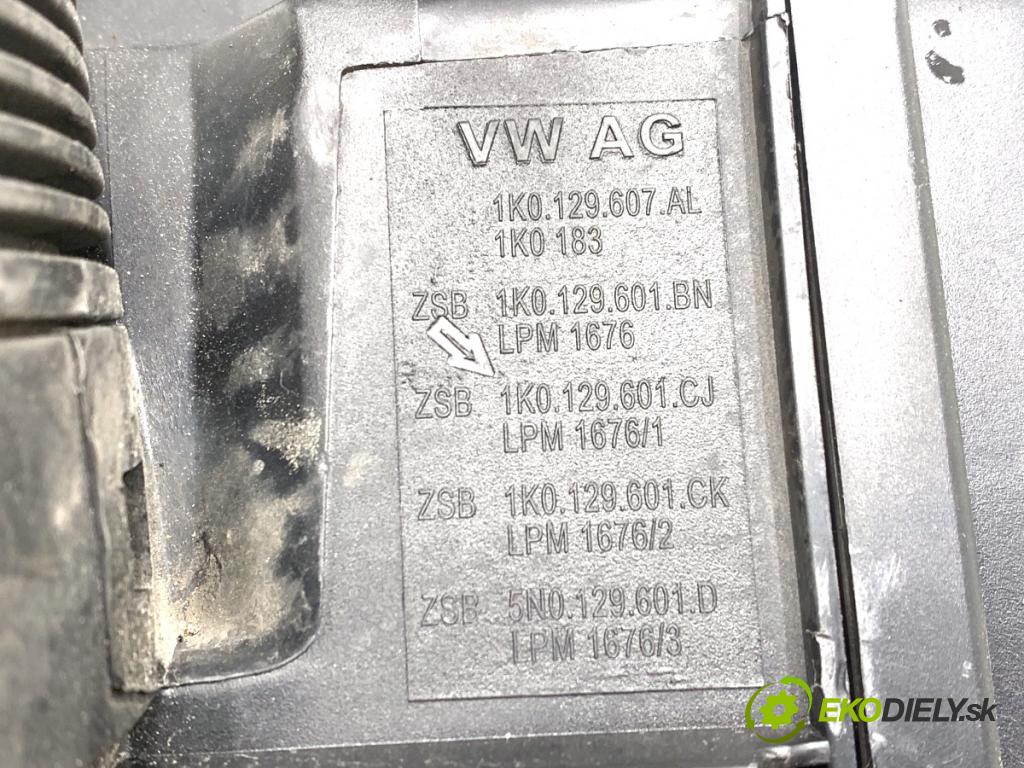 VW AG
1K0.129.607.AL
1K0 183
ZSB 1K0.129.601.BN
LPM 1676
ZSB 1K0.129.601.CJ
LPM 1676/1
ZSB 1K0.129.601.CK
LPM 1676/2
ZSB 5N0.129.601.D
LPM 1676/3
EKODIELY.sk